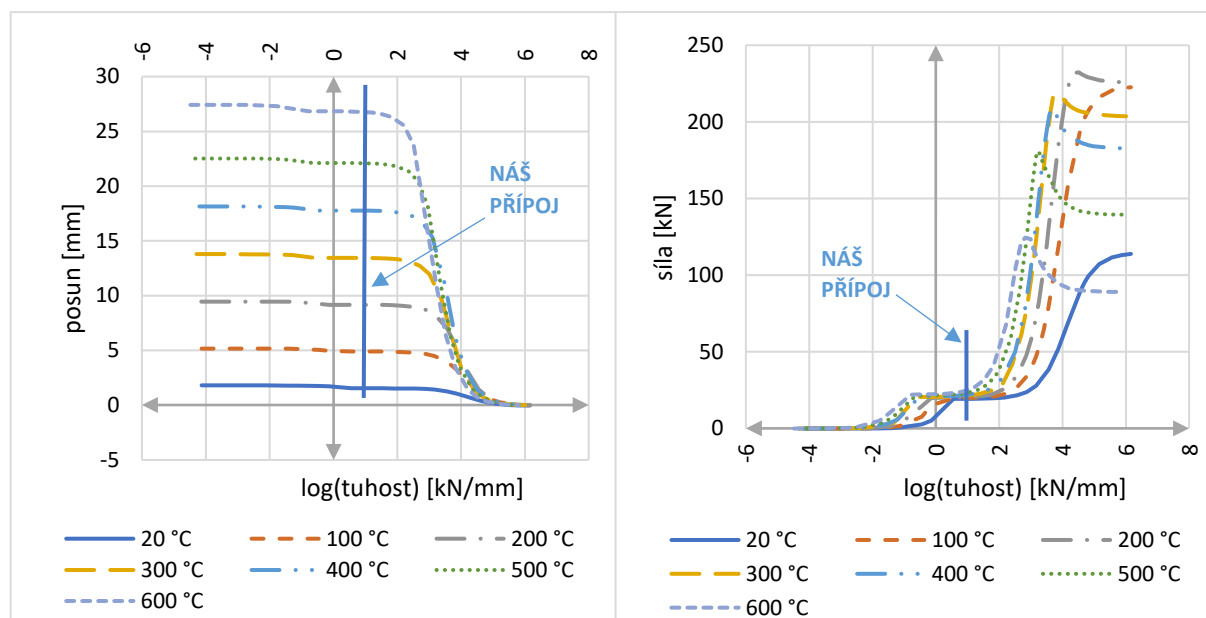 -6 -4 -2 0 2 4 6 8
30
25
20
15
10
5
0
-5
posun [mm]
NÁŠ
PŘÍPOJ
log(tuhost) [kN/mm]
20 °C 100 °C 200 °C
300 °C 400 °C 500 °C
600 °C
250
200
150
100
50
0
síla [kN]
NÁŠ
PŘÍPOJ
-6 -4 -2 0 2 4 6 8
log(tuhost) [kN/mm]
20 °C 100 °C 200 °C
300 °C 400 °C 500 °C
600 °C